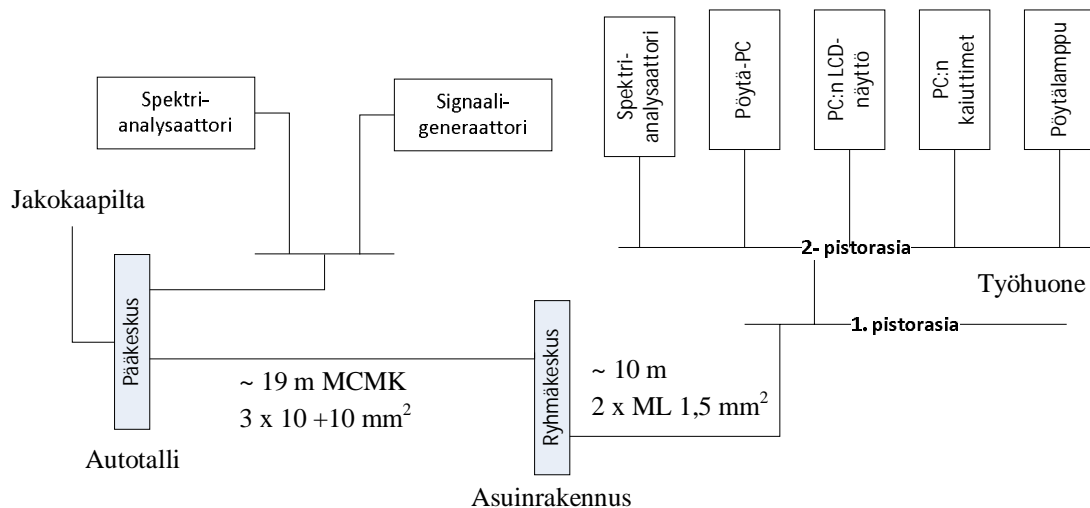 Spektri-
analysaattori
Signaali-
generaattori
Spektri-
analysaattori
Pöytä-PC
PC:n LCD-
näyttö
PC:n
kaiuttimet
Pöytälamppu
Jakokaapilta
2- pistorasia
Työhuone
1. pistorasia
Pääkeskus
~ 19 m MCMK
3 x 10 +10 mm²
Ryhmäkeskus
~ 10 m
2 x ML 1,5 mm²
Autotalli
Asuinrakennus